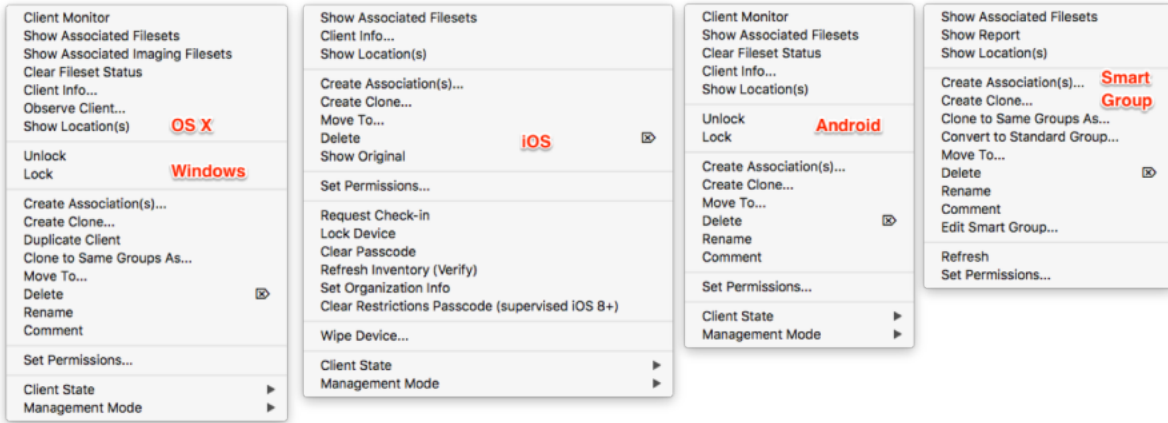 Client Monitor
Show Associated Filesets
Show Associated Imaging Filesets
Clear Fileset Status
Client Info...
Observe Client...
Show Location(s)
OS X
Unlock
Lock
Windows
Create Association(s)...
Create Clone...
Duplicate Client
Clone to Same Groups As...
Move To...
Delete
Rename
Comment
Set Permissions...
Client State
Management Mode
Show Associated Filesets
Client Info...
Show Location(s)
Create Association(s)...
Create Clone...
Move To...
Delete
Show Original
iOS
Set Permissions...
Request Check-in
Lock Device
Clear Passcode
Refresh Inventory (Verify)
Set Organization Info
Clear Restrictions Passcode (supervised iOS 8+)
Wipe Device...
Client State
Management Mode
Client Monitor
Show Associated Filesets
Clear Fileset Status
Client Info...
Show Location(s)
Unlock
Lock
Android
Create Association(s)...
Create Clone...
Move To...
Delete
Rename
Comment
Set Permissions...
Client State
Management Mode
Show Associated Filesets
Show Report
Show Location(s)
Create Association(s)...
Smart
Create Clone...
Group
Clone to Same Groups As...
Convert to Standard Group...
Move To...
Delete
Rename
Comment
Edit Smart Group...
Refresh
Set Permissions...